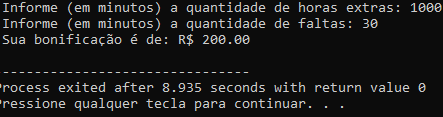 Informe (em minutos) a quantidade de horas extras: 1000
Informe (em minutos) a quantidade de faltas: 30
Sua bonificação é de: R$ 200.00
--------------------------------
Process exited after 8.935 seconds with return value 0
Pressione qualquer tecla para continuar. . .